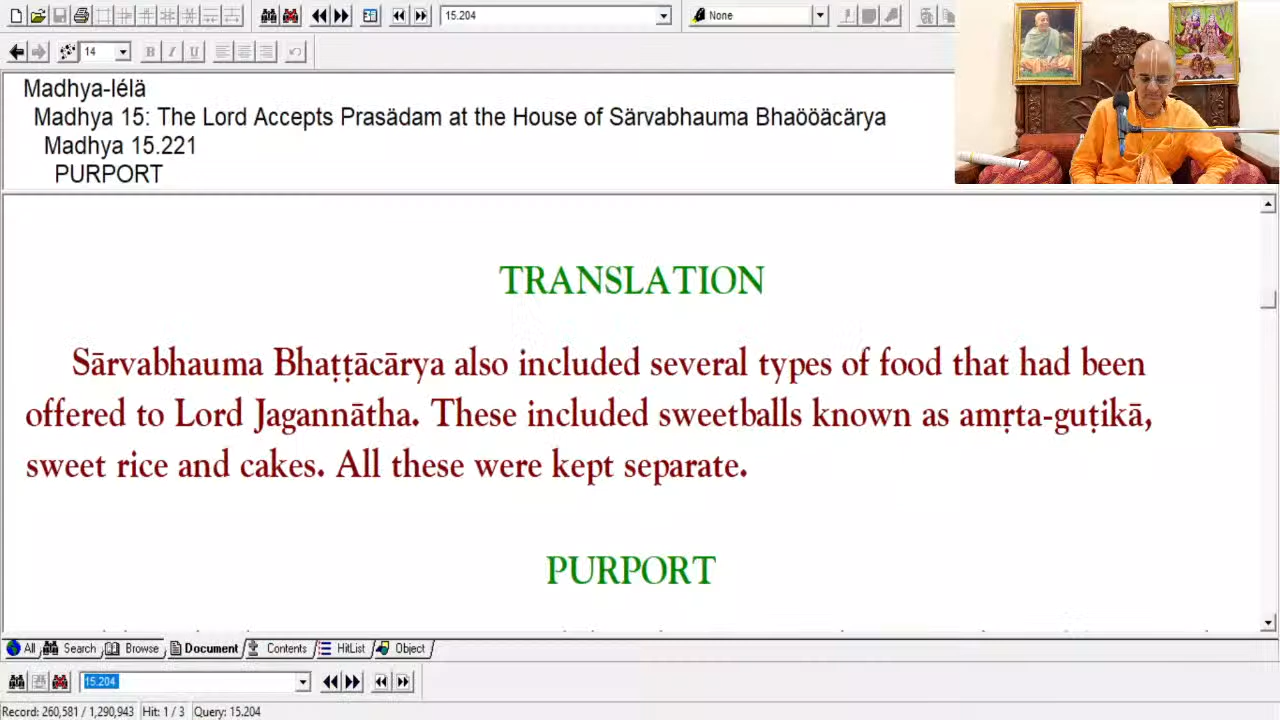 15.204
None
14
B I U
Madhya-lélä
Madhya 15: The Lord Accepts Prasädam at the House of Särvabhauma Bhaööäcärya
Madhya 15.221
PURPORT
TRANSLATION
Sārvabhauma Bhaṭṭācārya also included several types of food that had been
offered to Lord Jagannātha. These included sweetballs known as amṛta-guṭikā,
sweet rice and cakes. All these were kept separate.
PURPORT
All Search Browse Document Contents HitList Object
15.204
Record: 260,581 / 1,290,943 Hit: 1 / 3 Query: 15.204